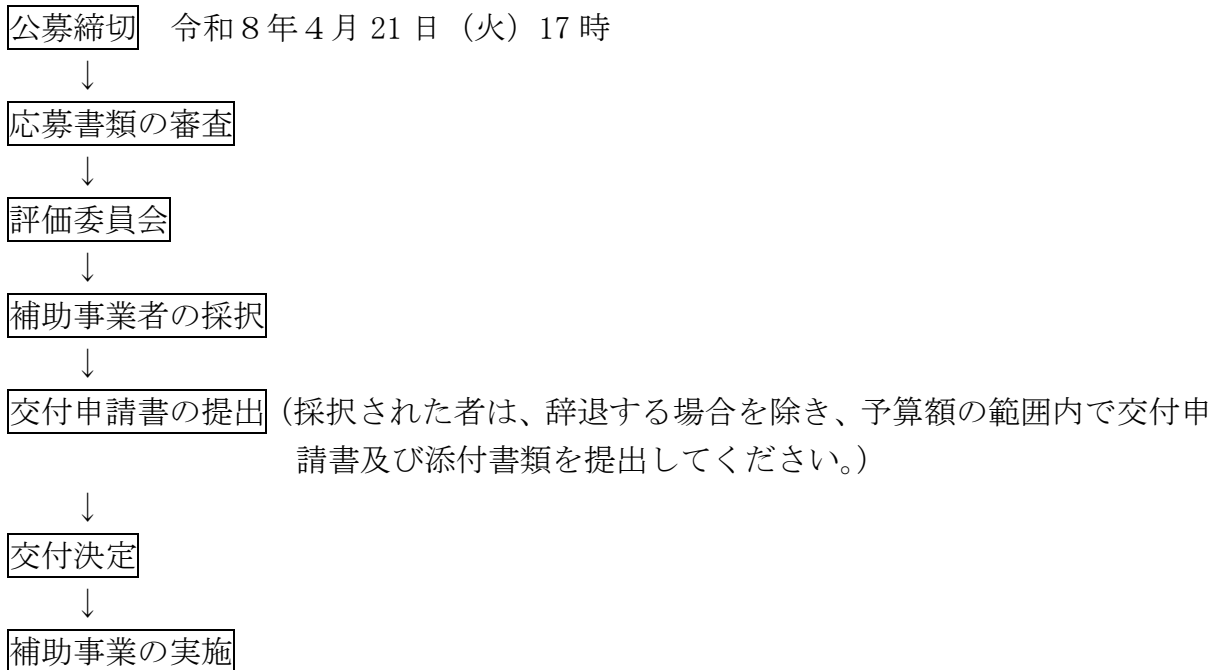 公募締切　令和８年４月 21 日（火）17 時
↓
応募書類の審査
↓
評価委員会
↓
補助事業者の採択
↓
交付申請書の提出（採択された者は、辞退する場合を除き、予算額の範囲内で交付申
請書及び添付書類を提出してください。）
↓
交付決定
↓
補助事業の実施